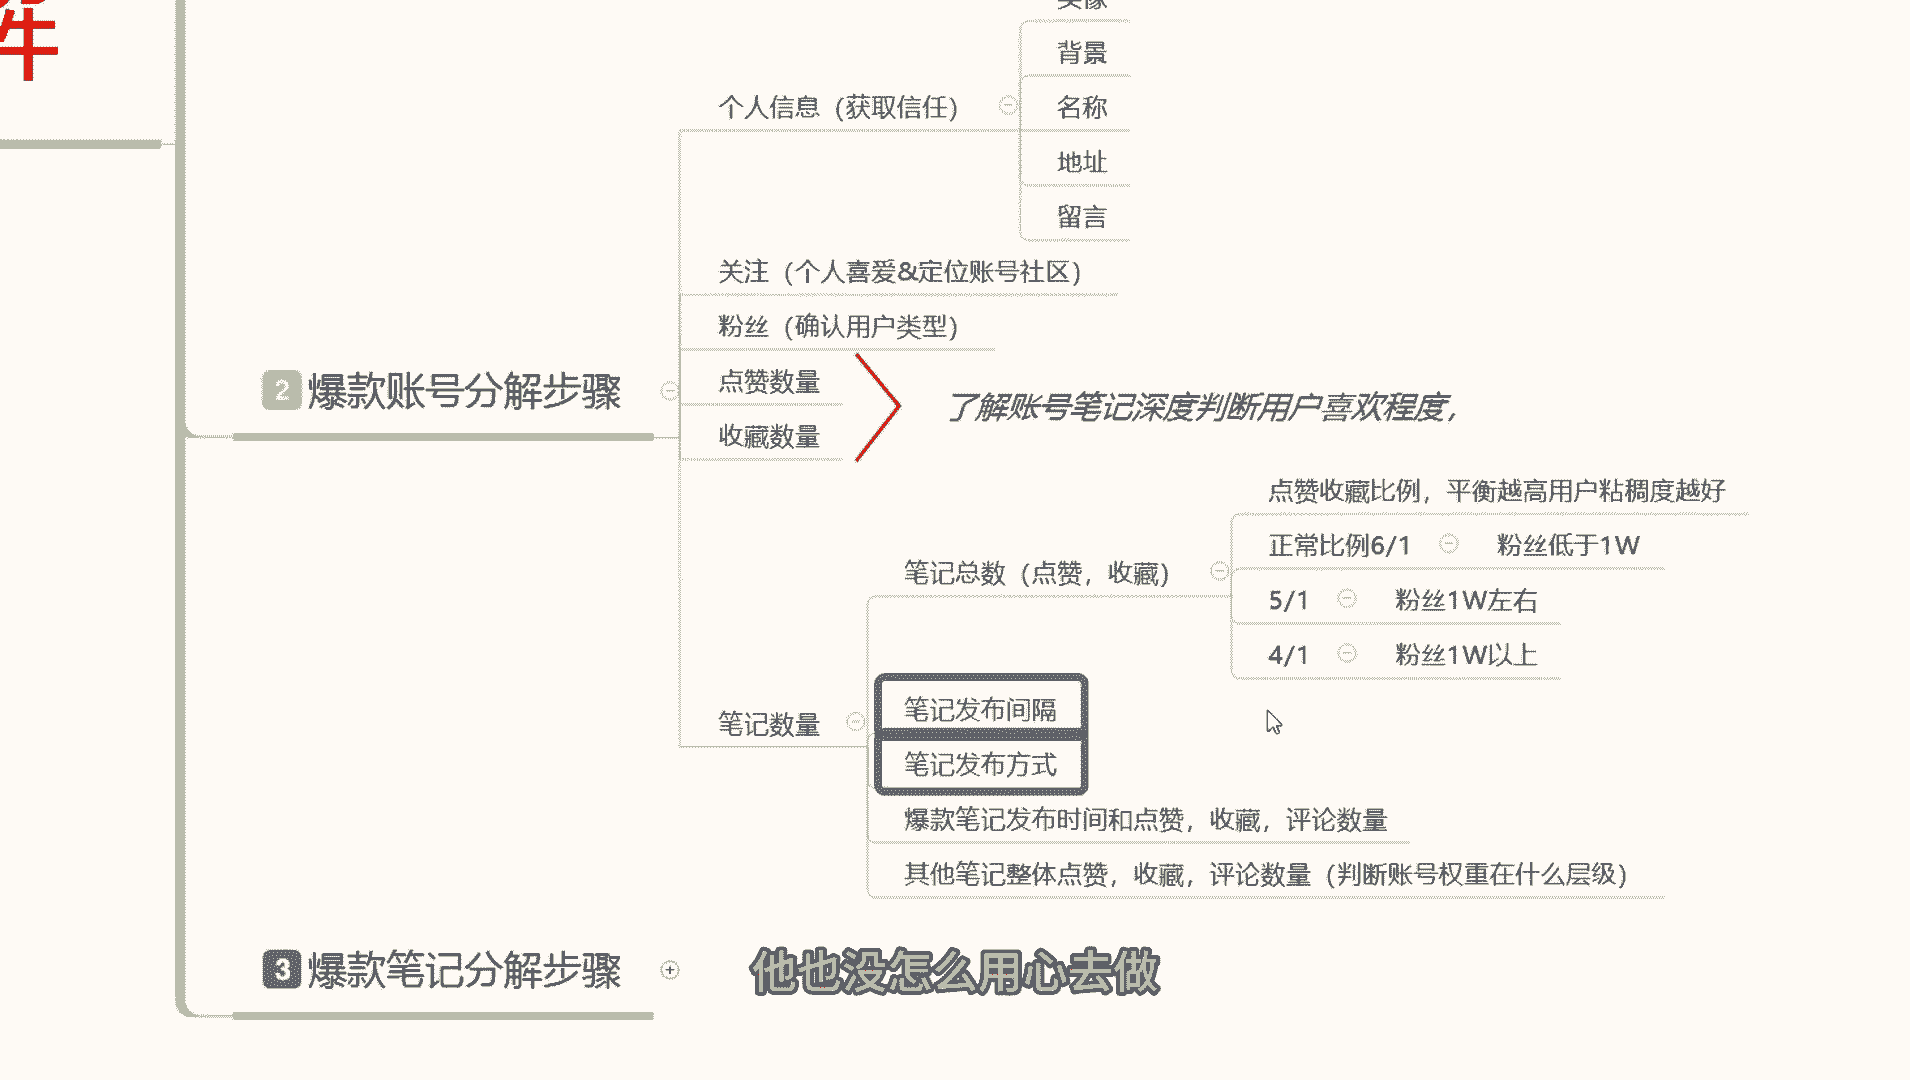 背景
个人信息（获取信任）
名称
地址
留言
关注（个人喜爱&定位账号社区）
粉丝（确认用户类型）
2 爆款账号分解步骤
点赞数量
收藏数量
了解账号笔记深度判断用户喜欢程度，
点赞收藏比例，平衡越高用户粘稠度越好
正常比例6/1 粉丝低于1W
笔记总数（点赞，收藏）
5/1 粉丝1W左右
4/1 粉丝1W以上
笔记数量
笔记发布间隔
笔记发布方式
爆款笔记发布时间和点赞，收藏，评论数量
其他笔记整体点赞，收藏，评论数量（判断账号权重在什么层级）
3 爆款笔记分解步骤
他也没怎么用心去做